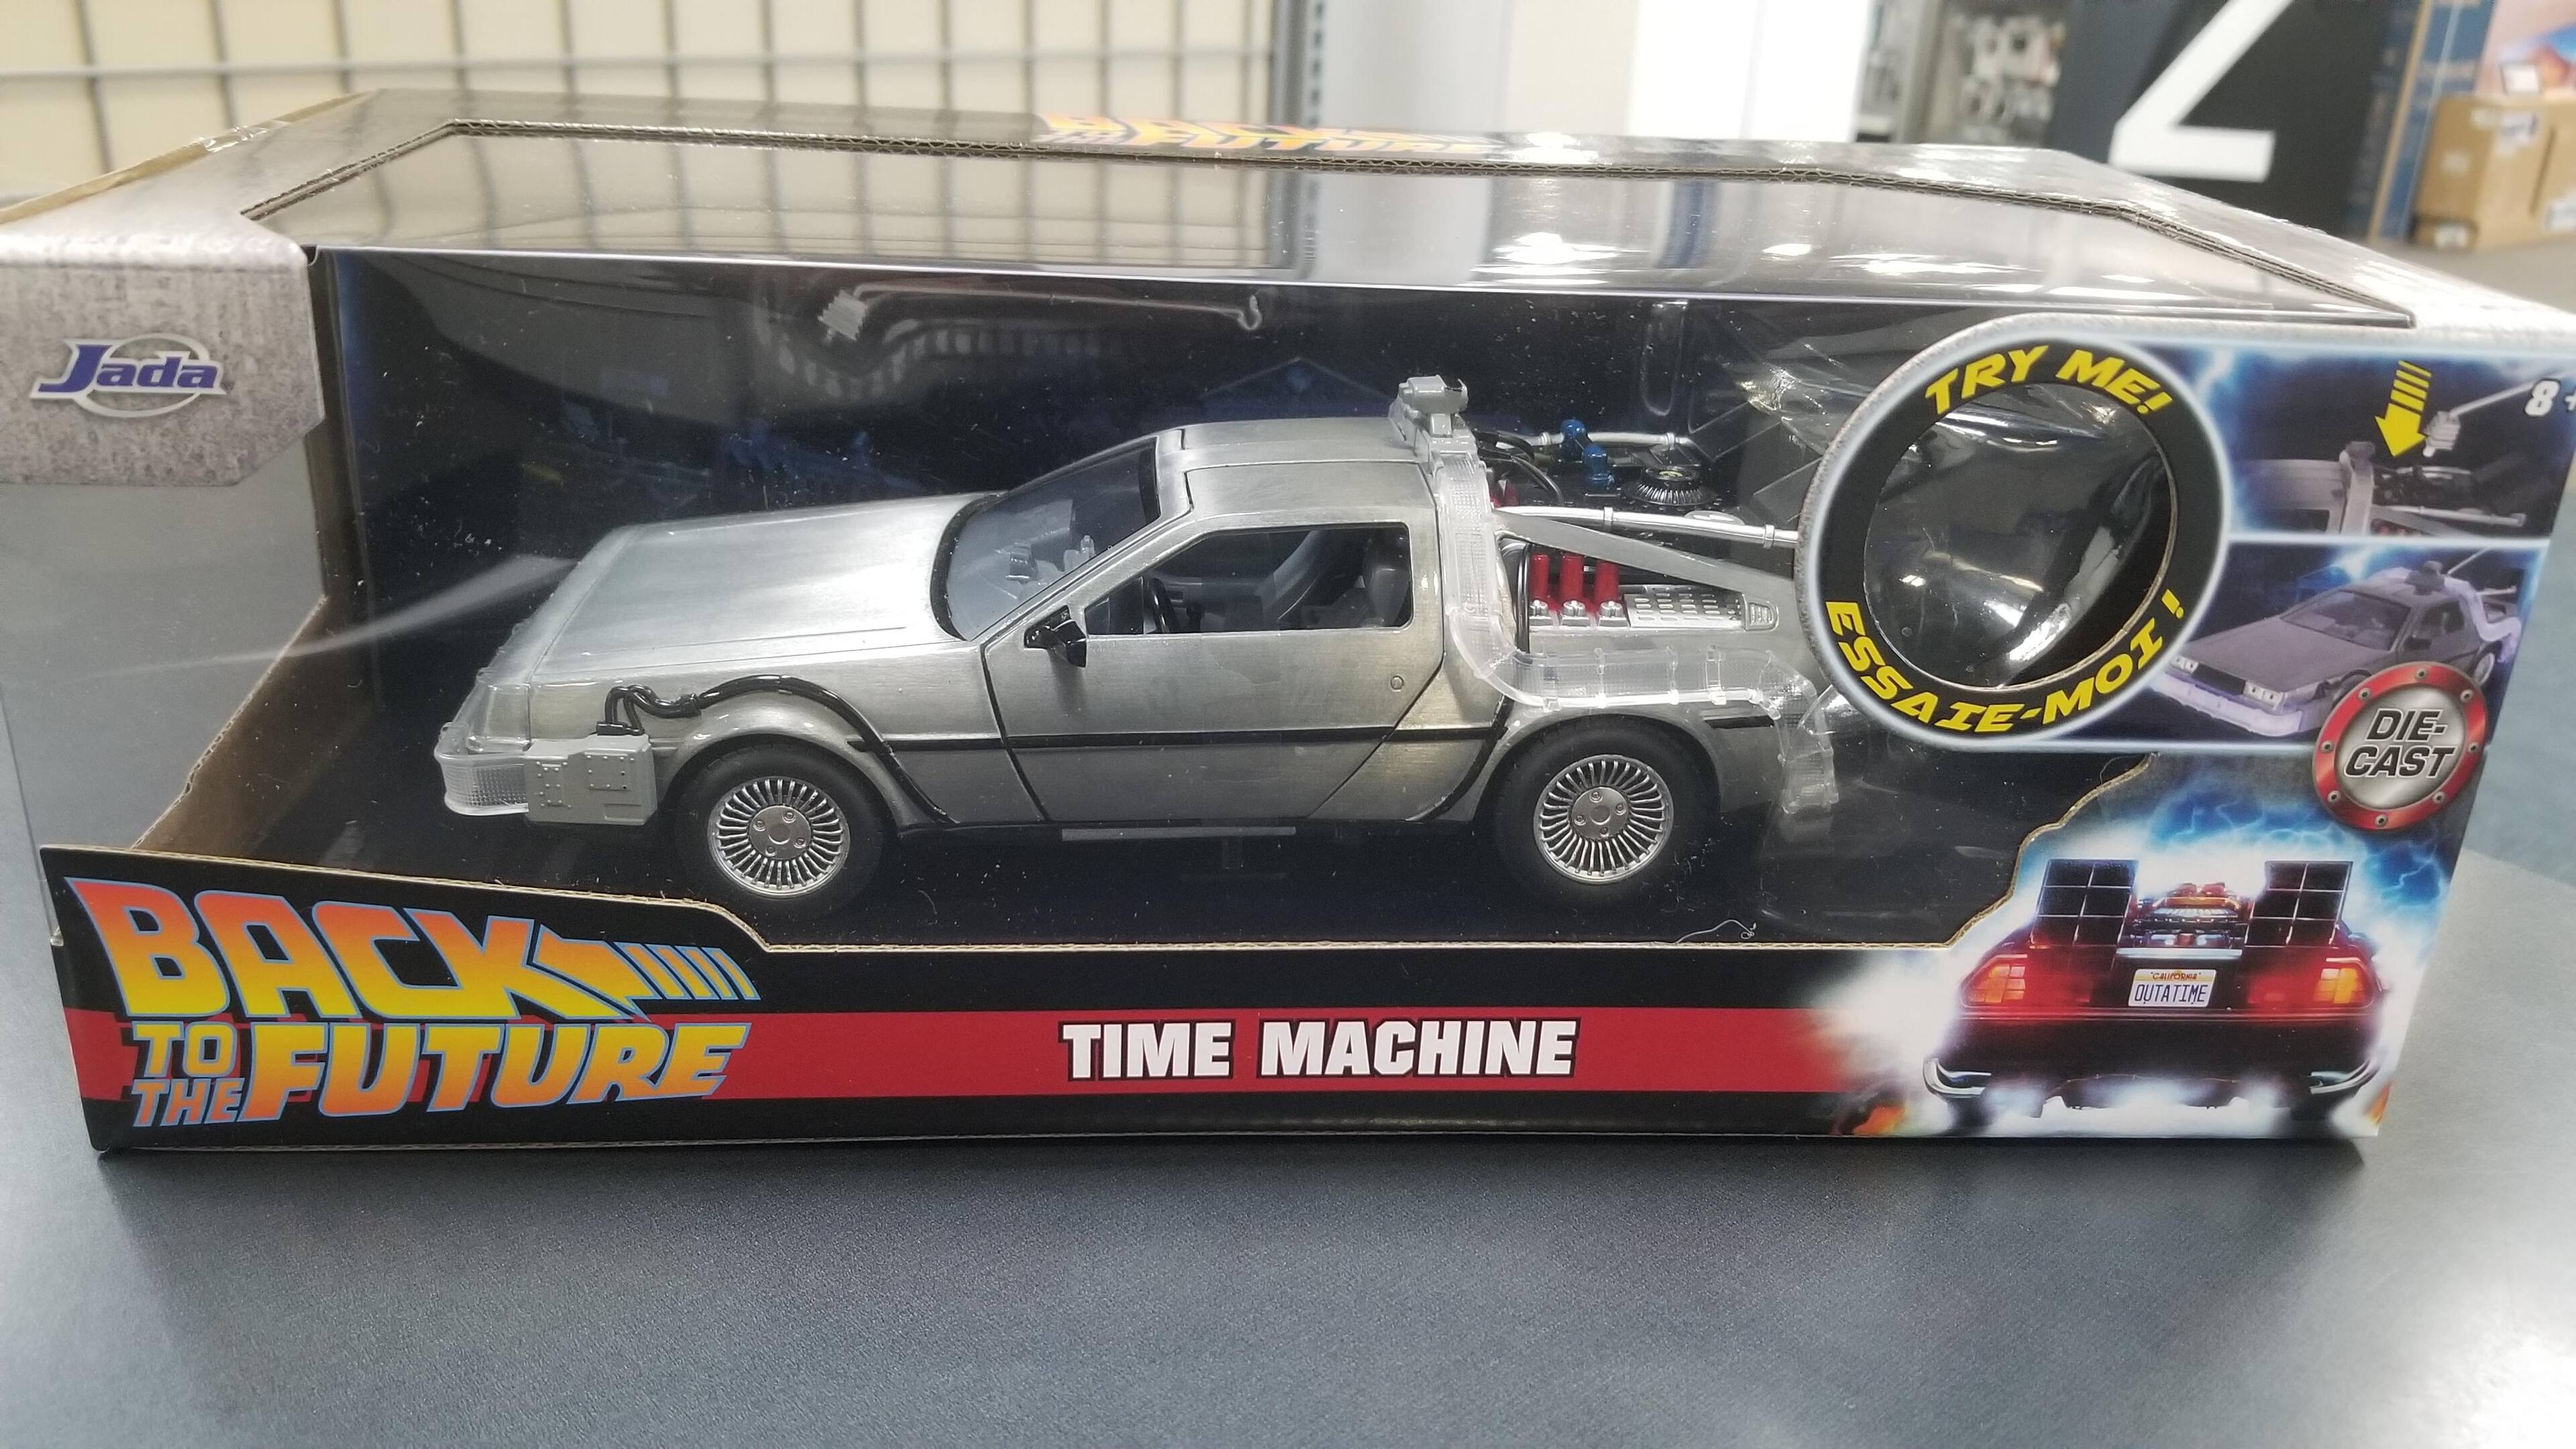 BACK
TO THE FUTURE
Jada
TRY ME!
ESSAIE-MOI !
8+
DIE-
CAST
CALIFORNIA
OUTATIME
BACK
TO
THE FUTURE
TIME MACHINE